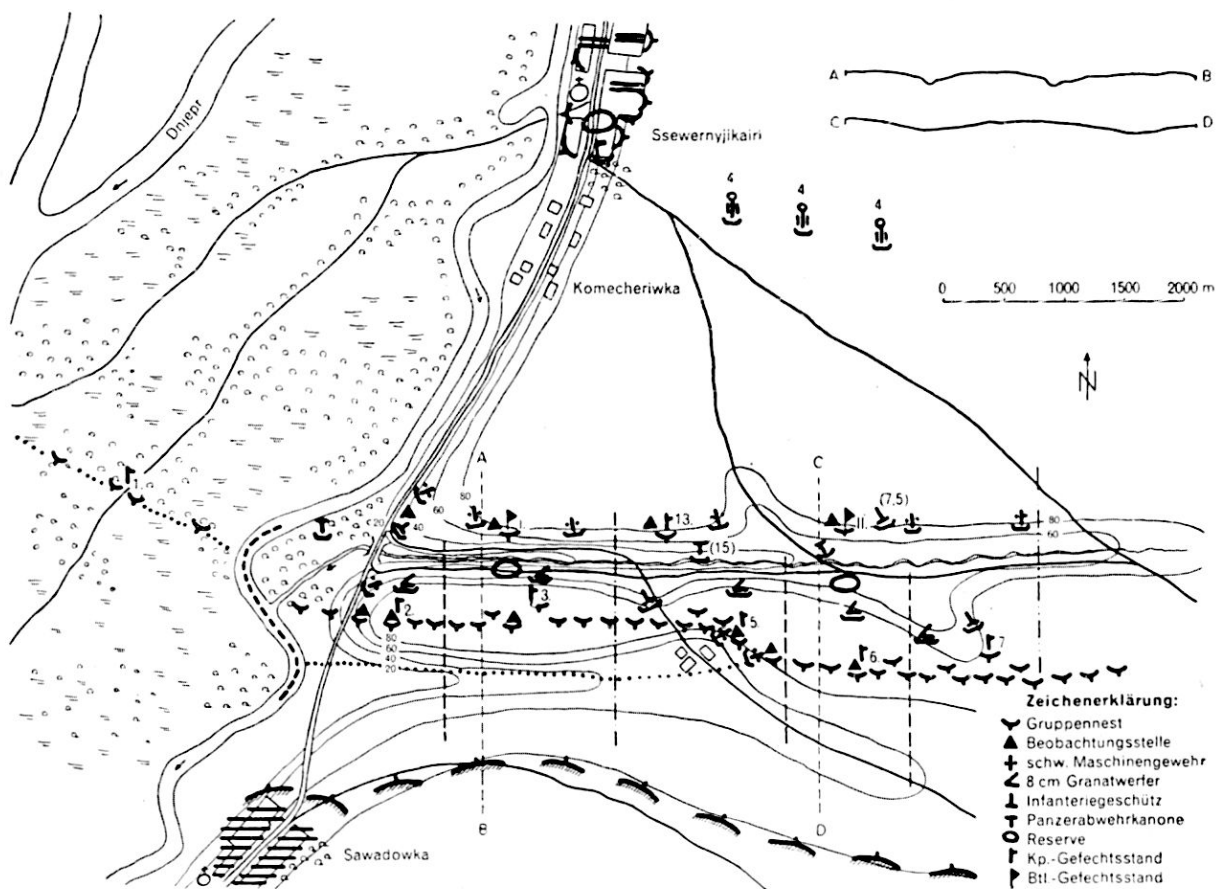 Dnjepr
Ssewernyjikairi
A
B
C
D
4
4
4
Komecheriwka
0 500 1000 1500 2000 m
N
1.
A
C
80
60
40
20
I.
13.
(7,5)
II.
80
60
(15)
2.
3.
5.
6.
7.
80
60
40
20
B
D
Sawadowka
Zeichenerklärung:
Gruppennest
Beobachtungsstelle
schw. Maschinengewehr
8 cm Granatwerfer
Infanteriegeschütz
Panzerabwehrkanone
Reserve
Kp.-Gefechtsstand
Btl.-Gefechtsstand